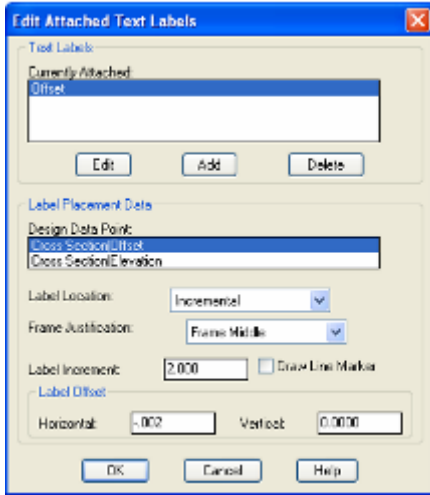 Edit Attached Text Labels
Text Labels
Currently Attached:
Offset
Edit Add Delete
Label Placement Data
Design Data Point:
Cross Section|Offset
Cross Section|Elevation
Label Location: Incremental
Frame Justification: Frame Middle
Label Increment: 2.000 Draw Line Marker
Label Offset
Horizontal: -.002 Vertical: 0.0000
OK Cancel Help